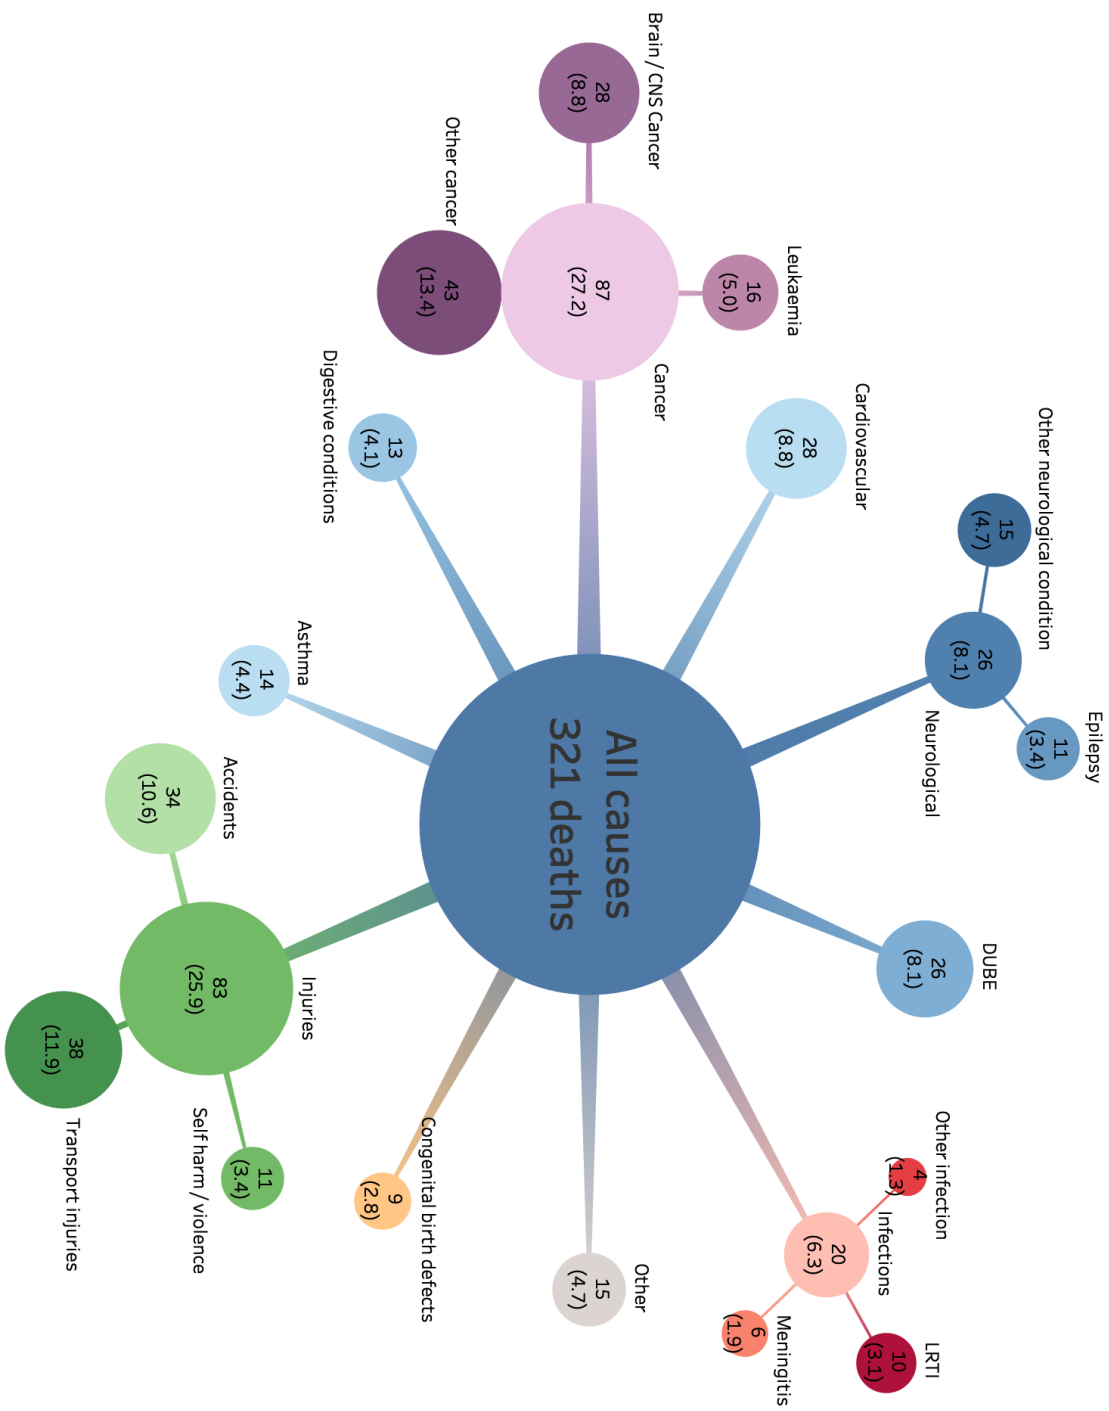 All causes
321 deaths
Cancer
87
(27.2)
Brain / CNS Cancer
28
(8.8)
Leukaemia
16
(5.0)
Other cancer
43
(13.4)
Cardiovascular
28
(8.8)
Neurological
26
(8.1)
Other neurological condition
15
(4.7)
Epilepsy
11
(3.4)
DUBE
26
(8.1)
Infections
20
(6.3)
Other infection
4
(1.3)
LRTI
10
(3.1)
Meningitis
6
(1.9)
Other
15
(4.7)
Congenital birth defects
9
(2.8)
Injuries
83
(25.9)
Self harm / violence
11
(3.4)
Transport injuries
38
(11.9)
Accidents
34
(10.6)
Asthma
14
(4.4)
Digestive conditions
13
(4.1)